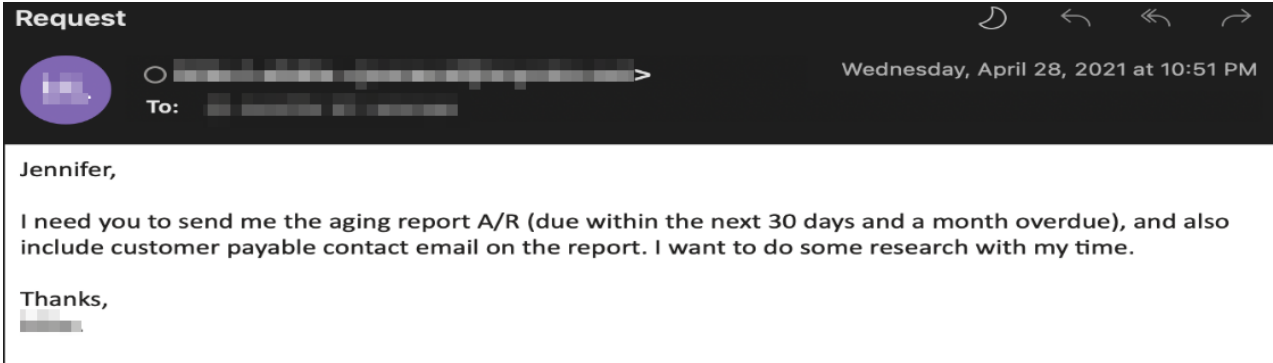 Request
Wednesday, April 28, 2021 at 10:51 PM
>
To:
Jennifer,
I need you to send me the aging report A/R (due within the next 30 days and a month overdue), and also
include customer payable contact email on the report. I want to do some research with my time.
Thanks,